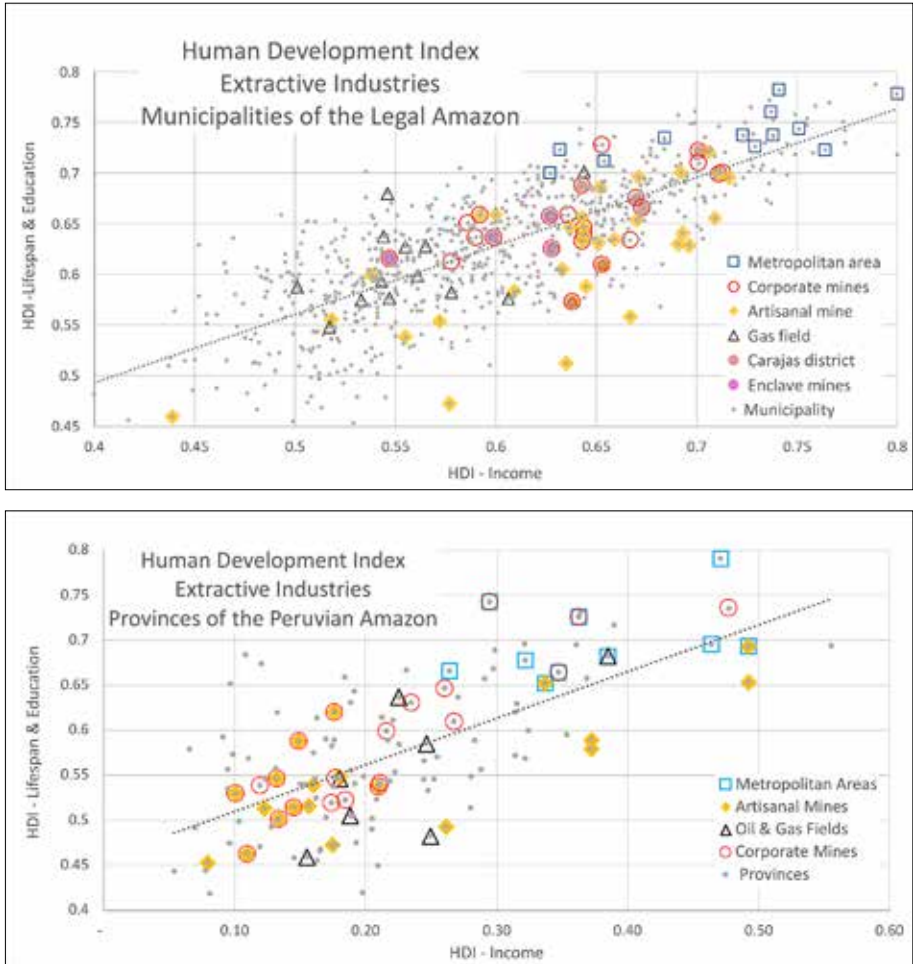 Human Development Index
Extractive Industries
Municipalities of the Legal Amazon
0.8
0.75
0.7
0.65
0.6
0.55
0.5
0.45
HDI -Lifespan & Education
Metropolitan area
Corporate mines
Artisanal mine
Gas field
Carajas district
Enclave mines
Municipality
0.4 0.45 0.5 0.55 0.6 0.65 0.7 0.75 0.8
HDI - Income
Human Development Index
Extractive Industries
Provinces of the Peruvian Amazon
0.8
0.75
0.7
0.65
0.6
0.55
0.5
0.45
0.4
HDI - Lifespan & Education
Metropolitan Areas
Artisanal Mines
Oil & Gas Fields
Corporate Mines
Provinces
- 0.10 0.20 0.30 0.40 0.50 0.60
HDI - Income